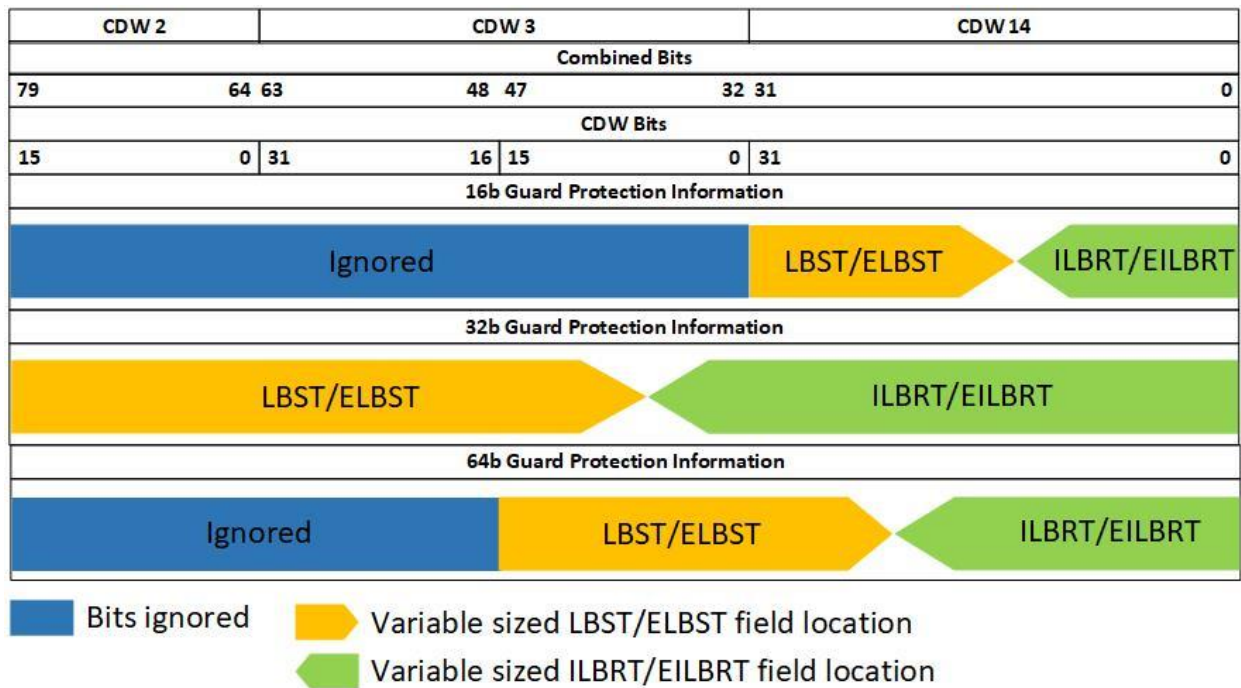 CDW 2 CDW 3 CDW 14
Combined Bits
79 64 63 48 47 32 31 0
CDW Bits
15 0 31 16 15 0 31 0
16b Guard Protection Information
Ignored LBST/ELBST ILBRT/EILBRT
32b Guard Protection Information
LBST/ELBST ILBRT/EILBRT
64b Guard Protection Information
Ignored LBST/ELBST ILBRT/EILBRT
Bits ignored Variable sized LBST/ELBST field location
Variable sized ILBRT/EILBRT field location